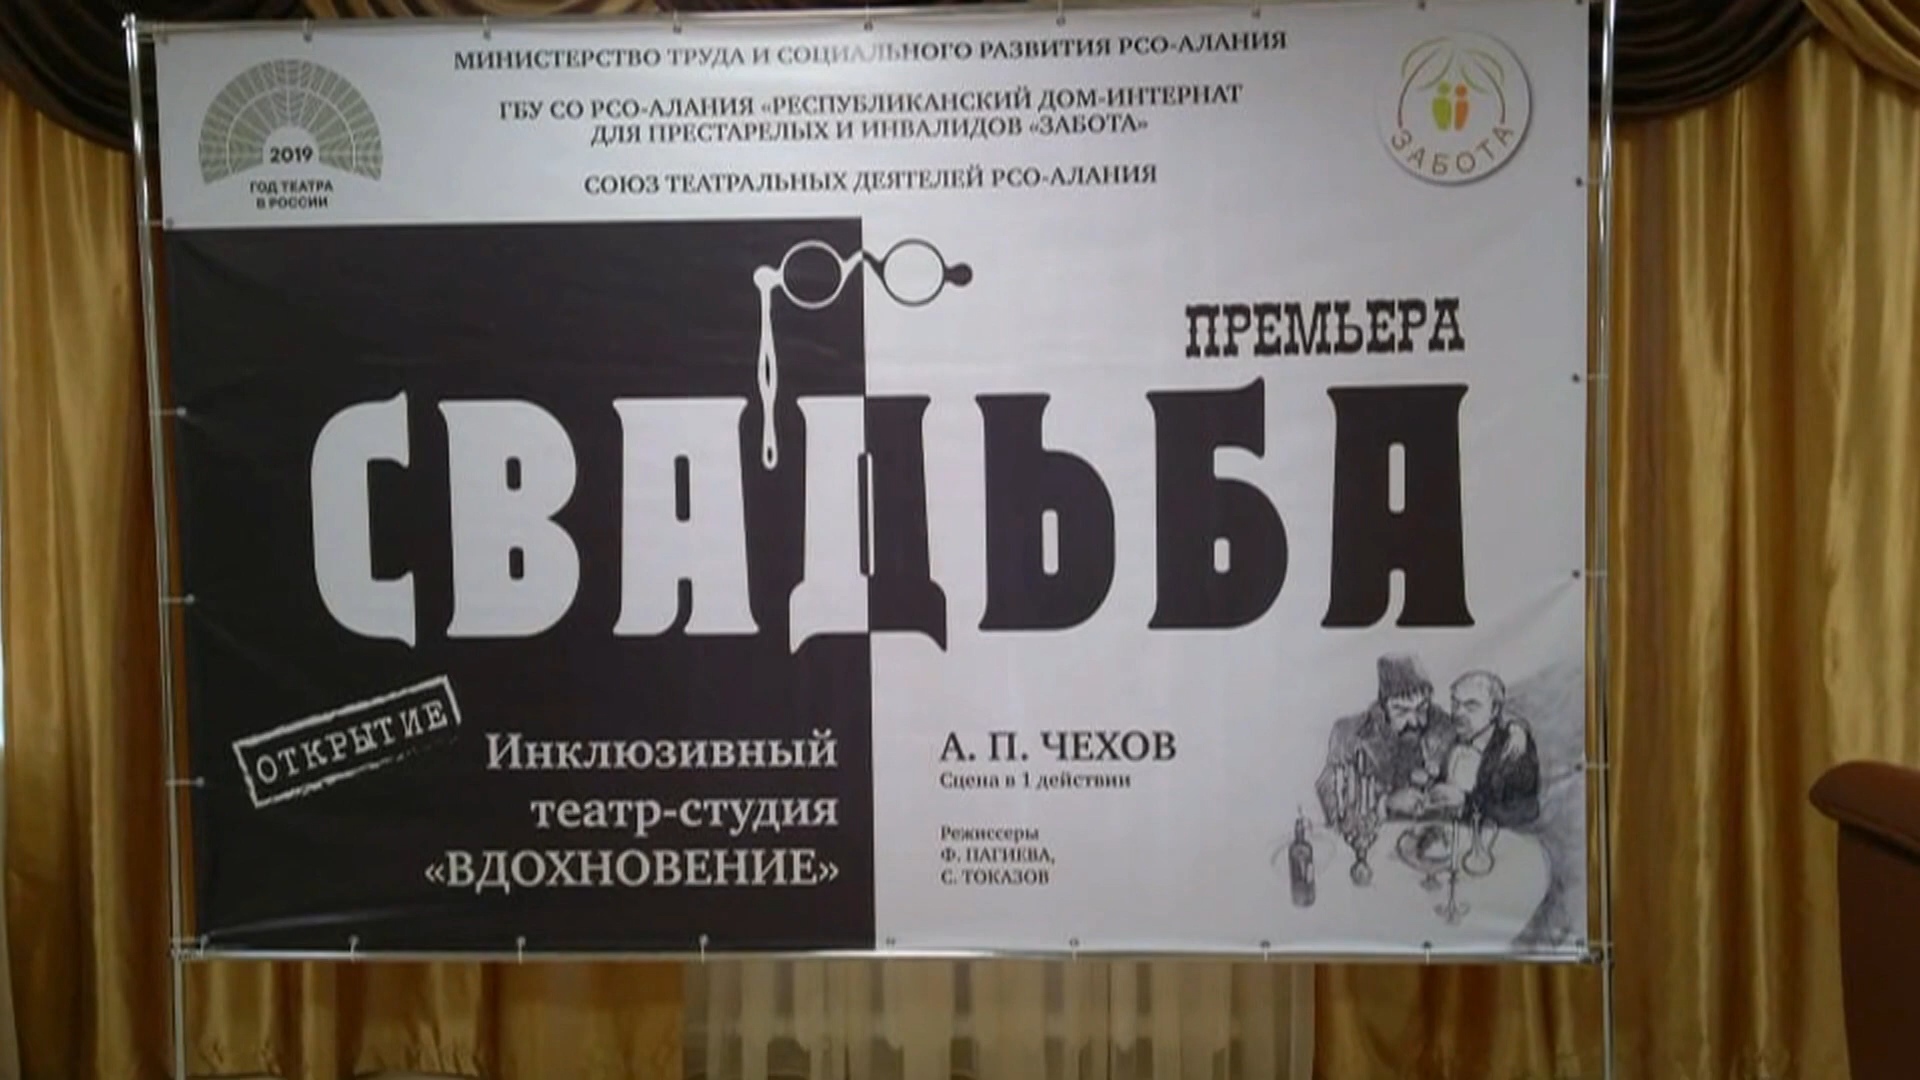 МИНИСТЕРСТВО ТРУДА И СОЦИАЛЬНОГО РАЗВИТИЯ РСО-АЛАНИЯ
ГБУ СО РСО-АЛАНИЯ «РЕСПУБЛИКАНСКИЙ ДОМ-ИНТЕРНАТ
ДЛЯ ПРЕСТАРЕЛЫХ И ИНВАЛИДОВ «ЗАБОТА»
СОЮЗ ТЕАТРАЛЬНЫХ ДЕЯТЕЛЕЙ РСО-АЛАНИЯ
2019
ГОД ТЕАТРА
В РОССИИ
ЗАБОТА
ПРЕМЬЕРА
СВАДЬБА
ОТКРЫТИЕ
Инклюзивный
театр-студия
«ВДОХНОВЕНИЕ»
А. П. ЧЕХОВ
Сцена в 1 действии
Режиссеры
Ф. ПАГИЕВА,
С. ТОКАЗОВ